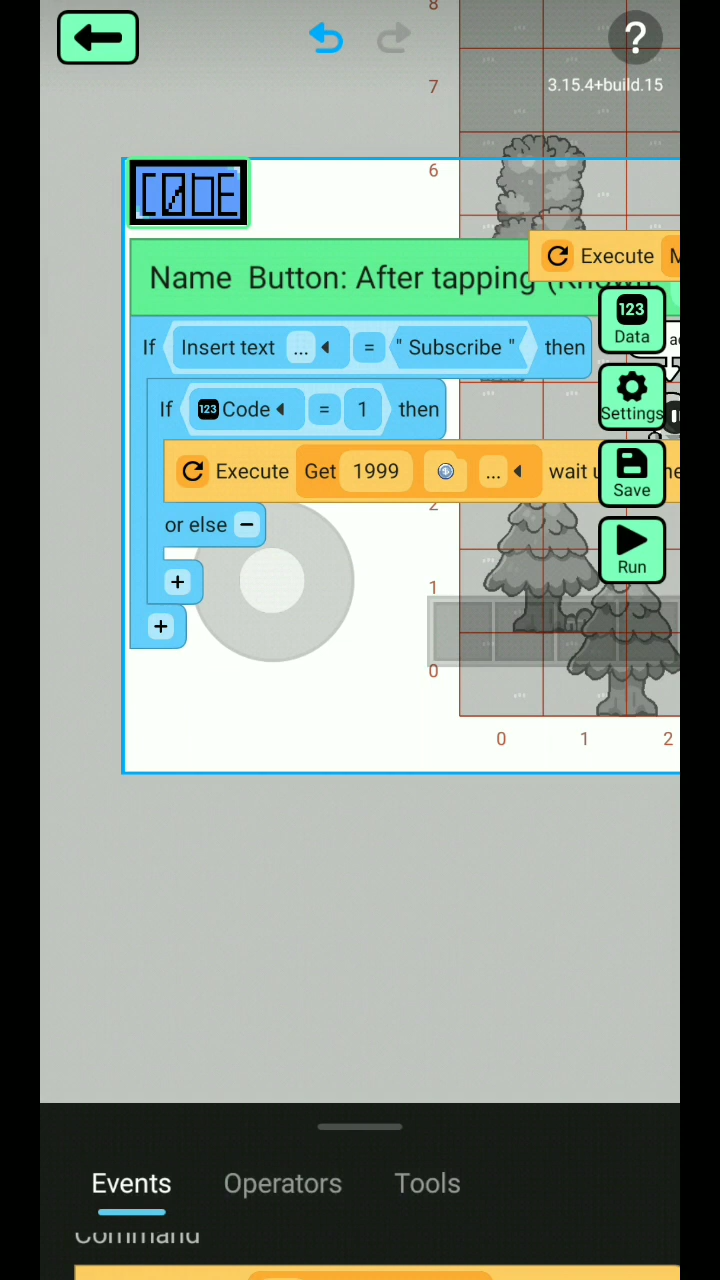 8
?
7
3.15.4+build.15
6
C0DE
Execute
Name Button: After tapping
123
Data
If Insert text ... = " Subscribe " then
Settings
If 123 Code = 1 then
Execute Get 1999 ... wait
Save
2
or else −
Run
+
1
+
0
0 1 2
Events Operators Tools
Command